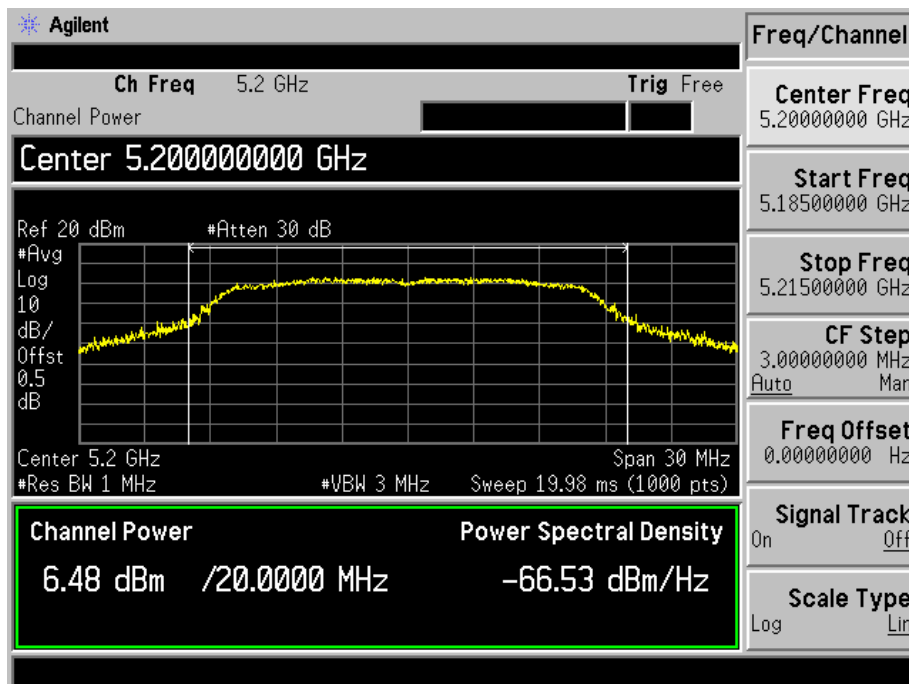 Agilent
Ch Freq 5.2 GHz Trig Free
Channel Power
Center 5.200000000 GHz
Ref 20 dBm #Atten 30 dB
#Avg
Log
10
dB/
Offst
0.5
dB
Center 5.2 GHz Span 30 MHz
#Res BW 1 MHz #VBW 3 MHz Sweep 19.98 ms (1000 pts)
Channel Power Power Spectral Density
6.48 dBm /20.0000 MHz -66.53 dBm/Hz
Freq/Channel
Center Freq
5.20000000 GHz
Start Freq
5.18500000 GHz
Stop Freq
5.21500000 GHz
CF Step
3.00000000 MHz
Auto Man
Freq Offset
0.00000000 Hz
Signal Track
On Off
Scale Type
Log Lin